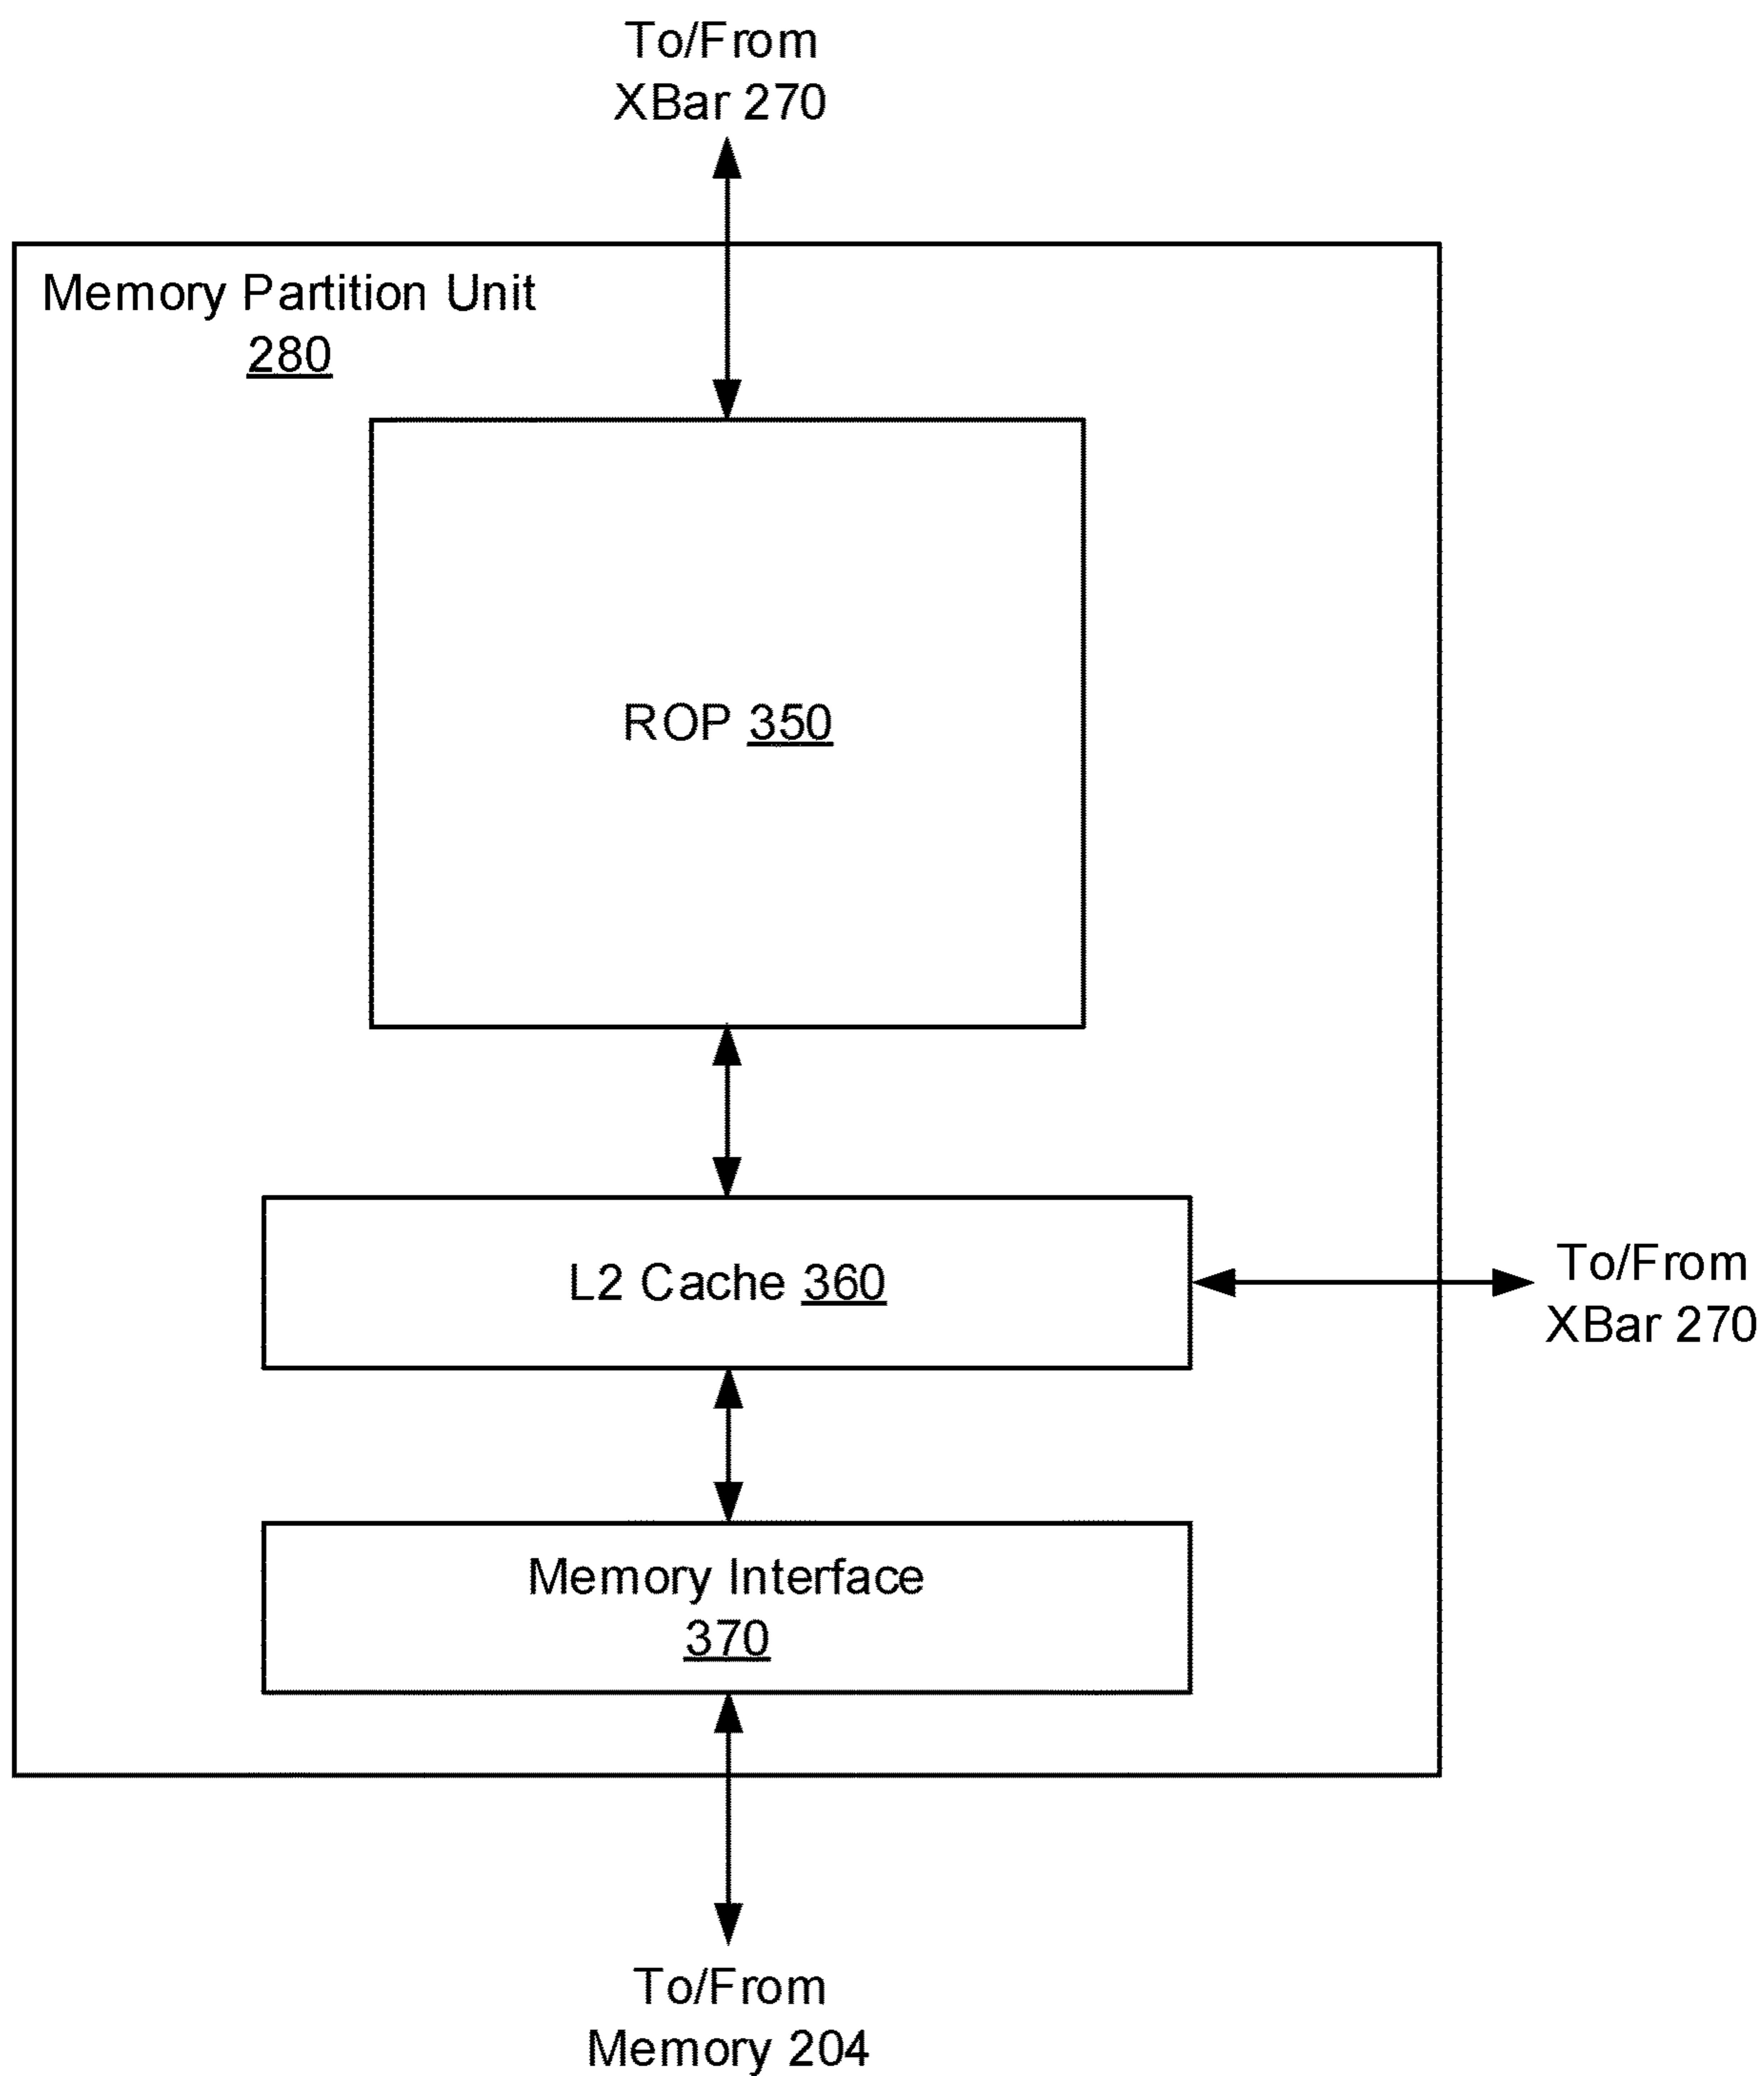 To/From
XBar 270
Memory Partition Unit
280
ROP 350
L2 Cache 360
To/From
XBar 270
Memory Interface
370
To/From
Memory 204